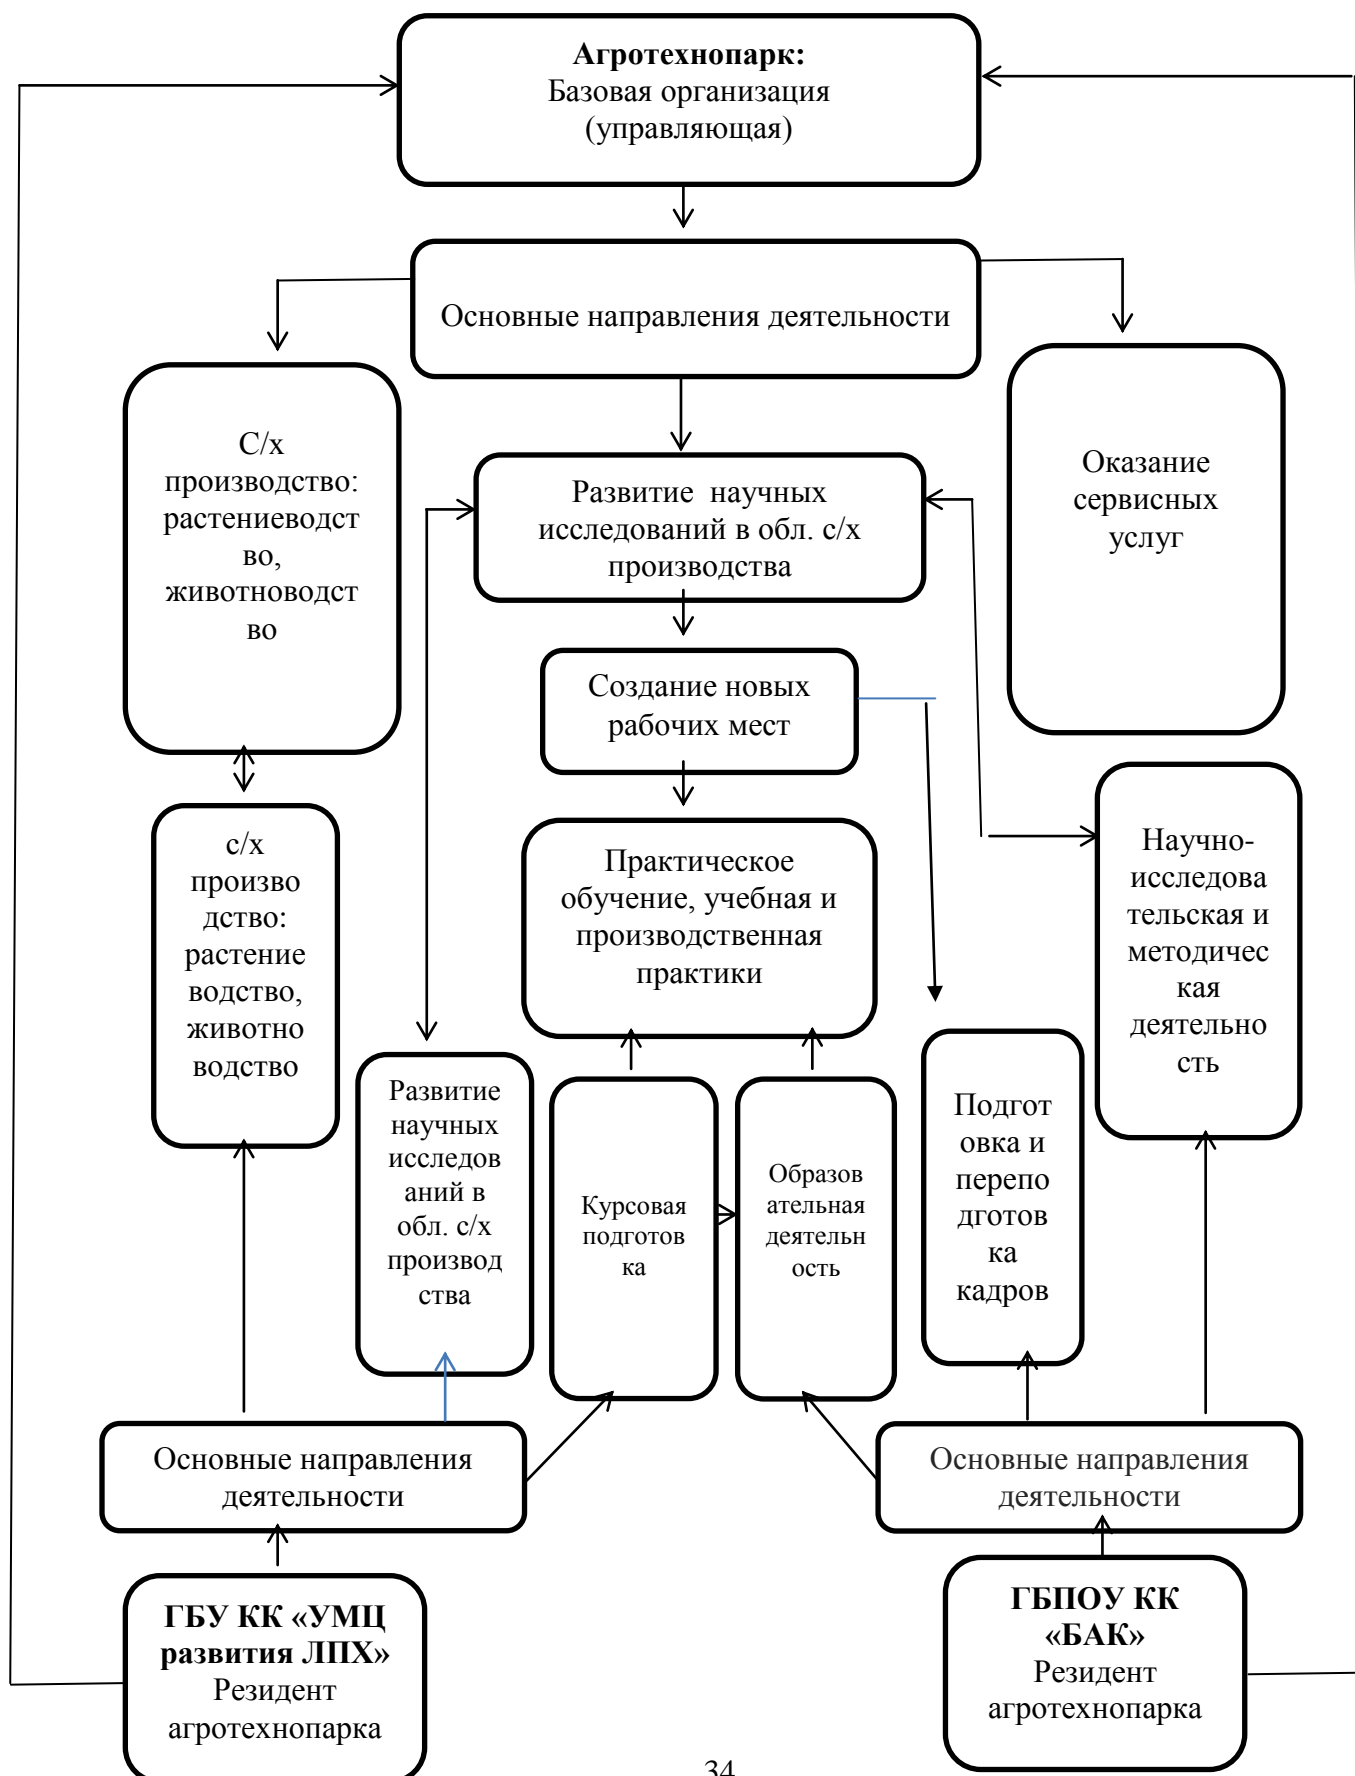 Агротехнопарк:
Базовая организация
(управляющая)
Основные направления деятельности
С/х
производство:
растениеводст
во,
животноводст
во
Развитие научных
исследований в обл. с/х
производства
Оказание
сервисных
услуг
Создание новых
рабочих мест
с/х
произво
дство:
растение
водство,
животно
водство
Практическое
обучение, учебная и
производственная
практики
Научно-
исследова
тельская и
методичес
кая
деятельно
сть
Развитие
научных
исследов
аний в
обл. с/х
производ
ства
Курсовая
подготов
ка
Образов
ательная
деятельн
ость
Подгот
овка и
перепо
дготов
ка
кадров
Основные направления
деятельности
Основные направления
деятельности
ГБУ КК «УМЦ
развития ЛПХ»
Резидент
агротехнопарка
ГБПОУ КК
«БАК»
Резидент
агротехнопарка
34